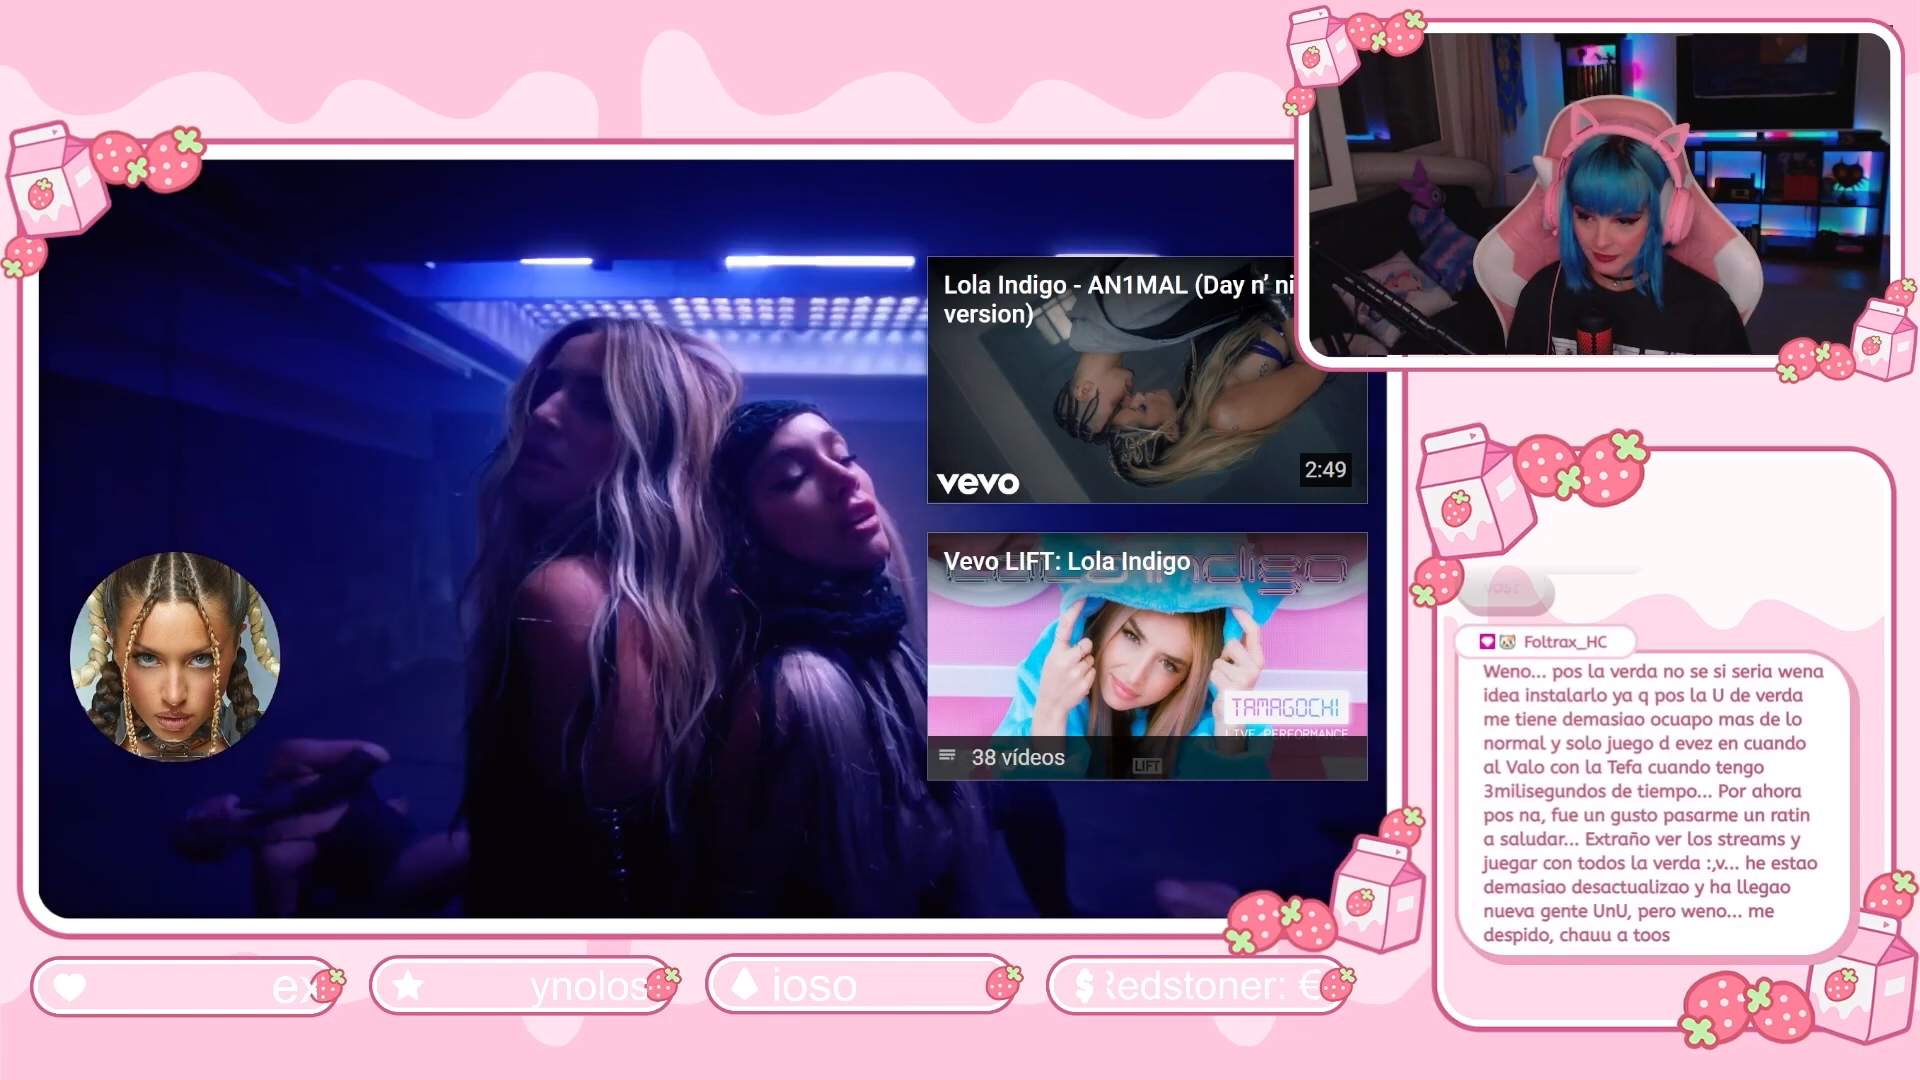 Lola Indigo - AN1MAL (Day n’ ni
version)
vevo
2:49
Vevo LIFT: Lola Indigo
TAMAGOCHI
LIVE PERFORMANCE
38 vídeos
LIFT
vos?
Foltrax_HC
Weno... pos la verda no se si seria wena
idea instalarlo ya q pos la U de verda
me tiene demasiao ocuapo mas de lo
normal y solo juego d evez en cuando
al Valo con la Tefa cuando tengo
3milisegundos de tiempo... Por ahora
pos na, fue un gusto pasarme un ratin
a saludar... Extraño ver los streams y
juegar con todos la verda :,v... he estao
demasiao desactualizao y ha llegao
nueva gente UnU, pero weno... me
despido, chauu a toos
ex
ynolos
ioso
$ Redstoner: €